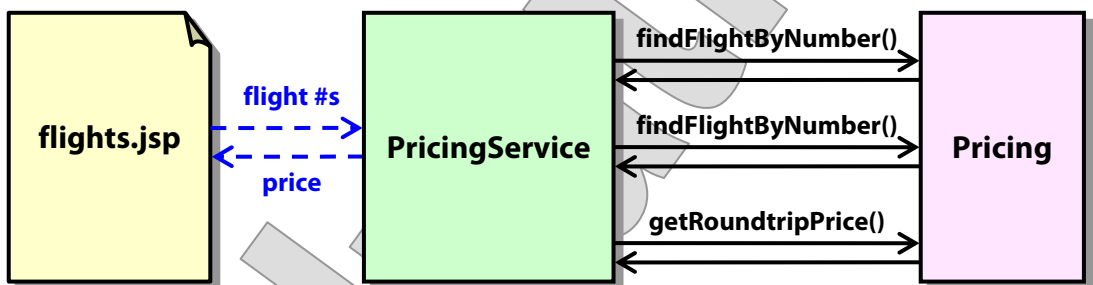 flights.jsp
flight #s
price
PricingService
findFlightByNumber()
findFlightByNumber()
getRoundtripPrice()
Pricing